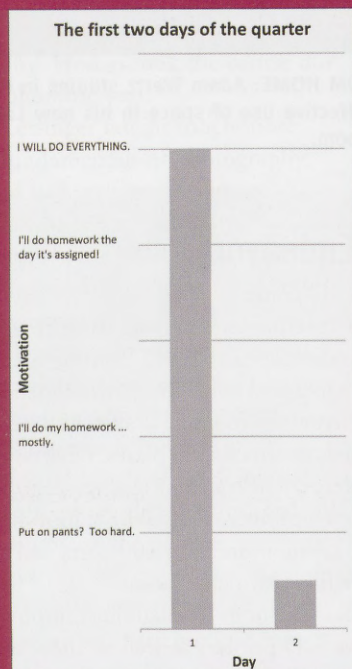 The first two days of the quarter
I WILL DO EVERYTHING.
I'll do homework the
day it's assigned!
Motivation
I'll do my homework ...
mostly.
Put on pants? Too hard.
1 2
Day